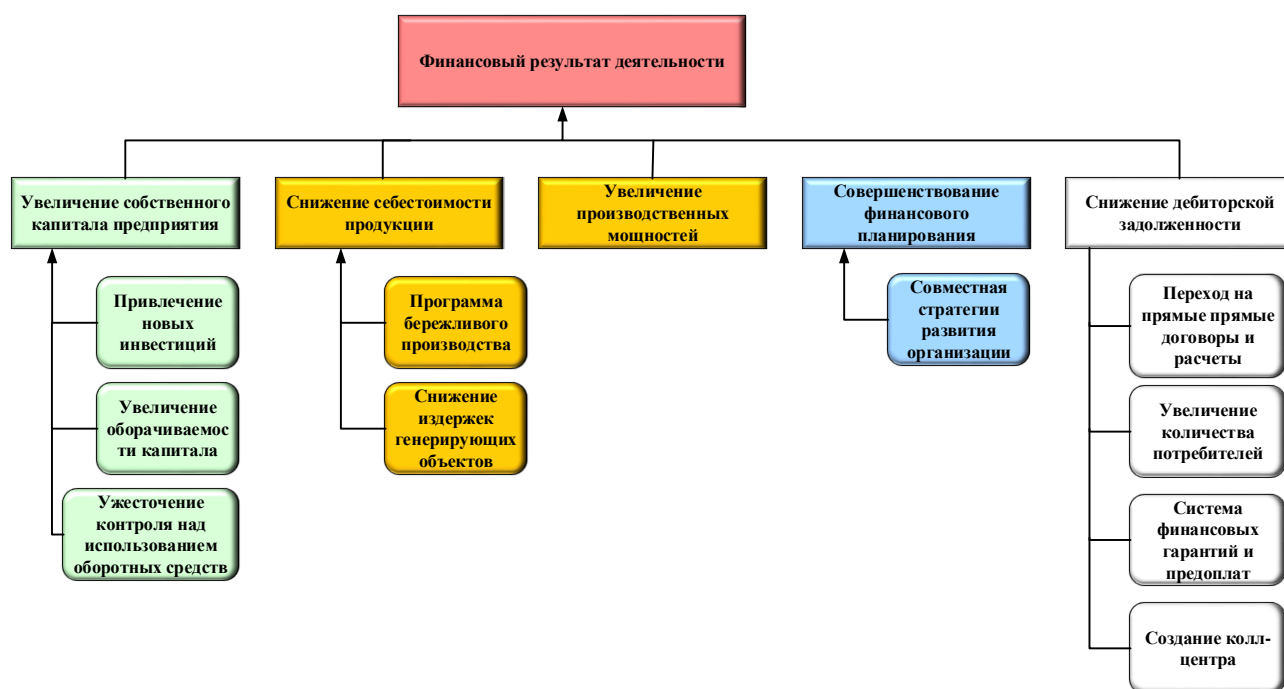 Финансовый результат деятельности
Увеличение собственного
капитала предприятия
Снижение себестоимости
продукции
Увеличение
производственных
мощностей
Совершенствование
финансового
планирования
Снижение дебиторской
задолженности
Привлечение
новых
инвестиций
Увеличение
оборачиваемос
ти капитала
Ужесточение
контроля над
использованием
оборотных средств
Программа
бережливого
производства
Снижение
издержек
генерирующих
объектов
Совместная
стратегии
развития
организации
Переход на
прямые прямые
договоры и
расчеты
Увеличение
количества
потребителей
Система
финансовых
гарантий и
предоплат
Создание колл-
центра